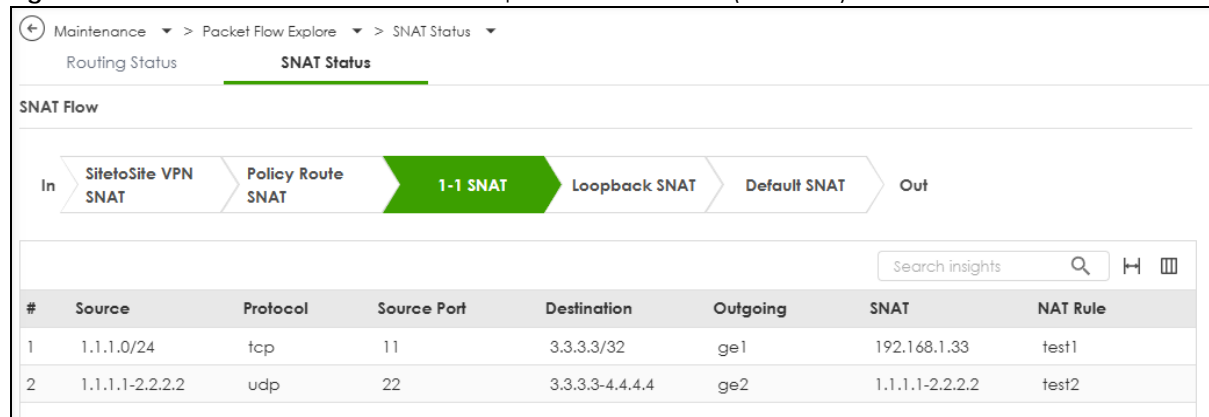 Maintenance > Packet Flow Explore > SNAT Status
Routing Status SNAT Status
SNAT Flow
In SitetoSite VPN SNAT Policy Route SNAT 1-1 SNAT Loopback SNAT Default SNAT Out
Search insights
# Source Protocol Source Port Destination Outgoing SNAT NAT Rule
1 1.1.1.0/24 tcp 11 3.3.3.3/32 ge1 192.168.1.33 test1
2 1.1.1.1-2.2.2.2 udp 22 3.3.3.3-4.4.4.4 ge2 1.1.1.1-2.2.2.2 test2